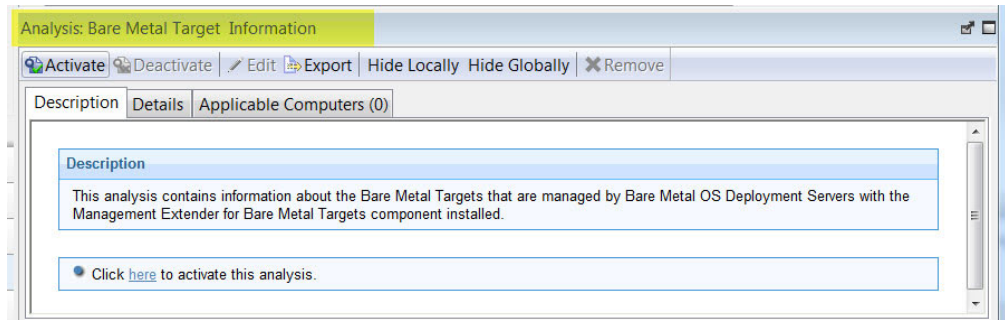 Analysis: Bare Metal Target Information
Activate Deactivate Edit Export Hide Locally Hide Globally Remove
Description Details Applicable Computers (0)
Description
This analysis contains information about the Bare Metal Targets that are managed by Bare Metal OS Deployment Servers with the
Management Extender for Bare Metal Targets component installed.
Click here to activate this analysis.